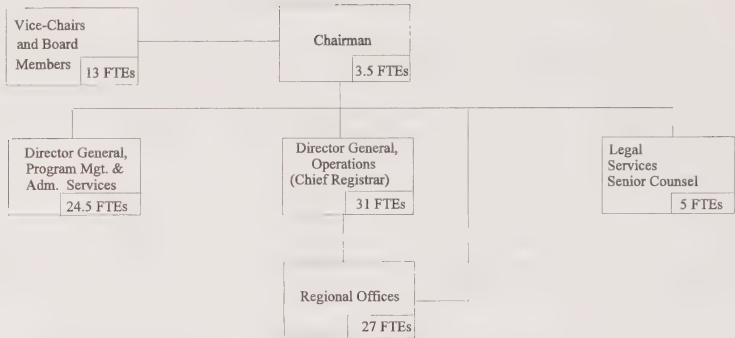 Vice-Chairs
and Board
Members
13 FTEs
Chairman
3.5 FTEs
Director General,
Program Mgt. &
Adm. Services
24.5 FTEs
Director General,
Operations
(Chief Registrar)
31 FTEs
Legal
Services
Senior Counsel
5 FTEs
Regional Offices
27 FTEs